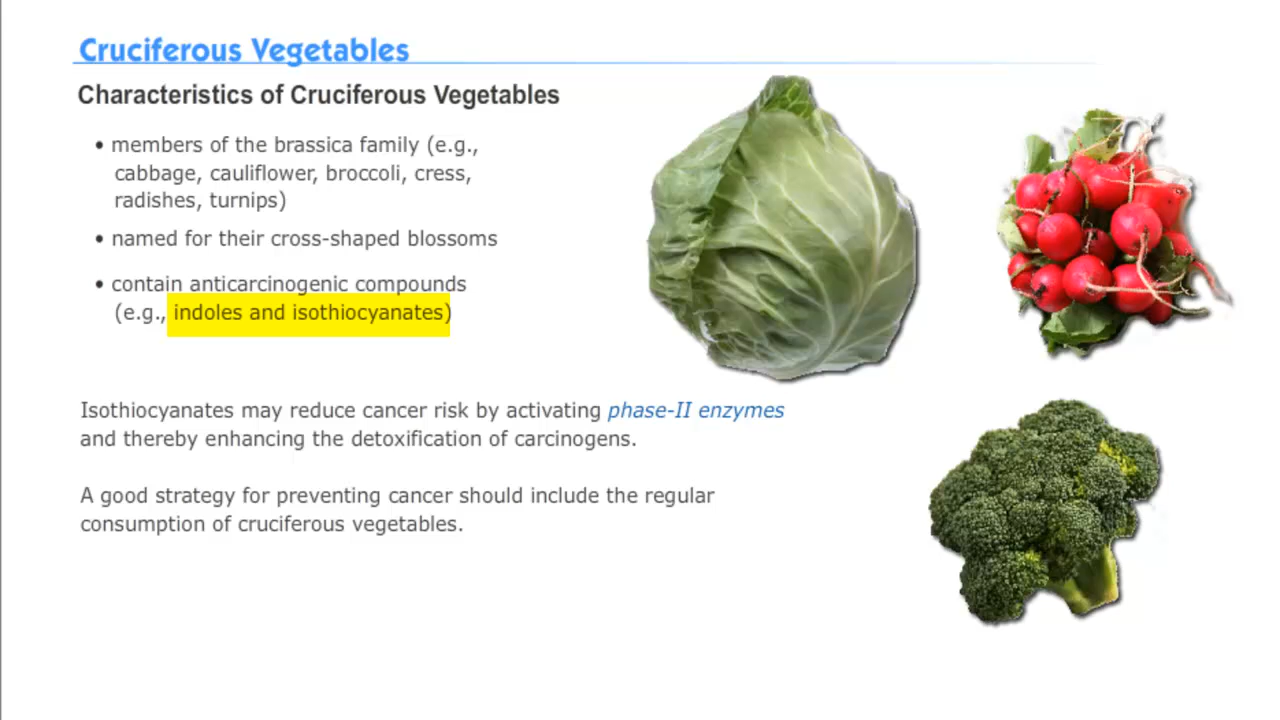 Cruciferous Vegetables
Characteristics of Cruciferous Vegetables
• members of the brassica family (e.g.,
cabbage, cauliflower, broccoli, cress,
radishes, turnips)
• named for their cross-shaped blossoms
• contain anticarcinogenic compounds
(e.g., indoles and isothiocyanates)
Isothiocyanates may reduce cancer risk by activating phase-II enzymes
and thereby enhancing the detoxification of carcinogens.
A good strategy for preventing cancer should include the regular
consumption of cruciferous vegetables.